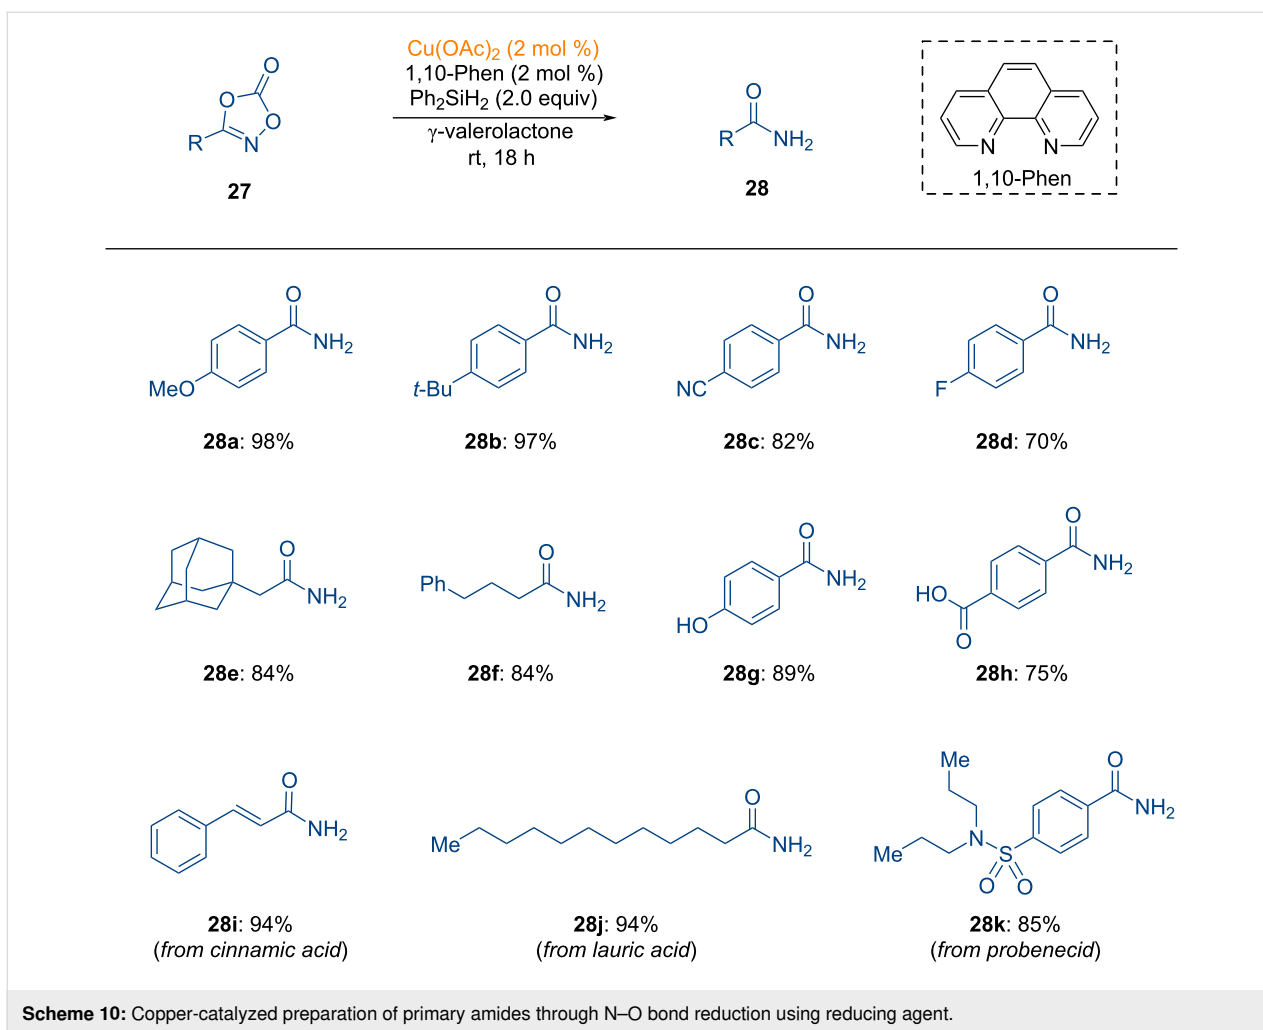 Cu(OAc)2 (2 mol %)
1,10-Phen (2 mol %)
Ph2SiH2 (2.0 equiv)
γ-valerolactone
rt, 18 h
O
O
O
N
R
27
O
R
NH2
28
N
N
1,10-Phen
O
NH2
MeO
28a: 98%
O
NH2
t-Bu
28b: 97%
O
NH2
NC
28c: 82%
O
NH2
F
28d: 70%
O
NH2
28e: 84%
Ph
O
NH2
28f: 84%
O
NH2
HO
28g: 89%
O
NH2
HO
O
28h: 75%
O
NH2
28i: 94%
(from cinnamic acid)
Me
O
NH2
28j: 94%
(from lauric acid)
Me
Me
N
S
O
O
O
NH2
28k: 85%
(from probenecid)
Scheme 10: Copper-catalyzed preparation of primary amides through N–O bond reduction using reducing agent.